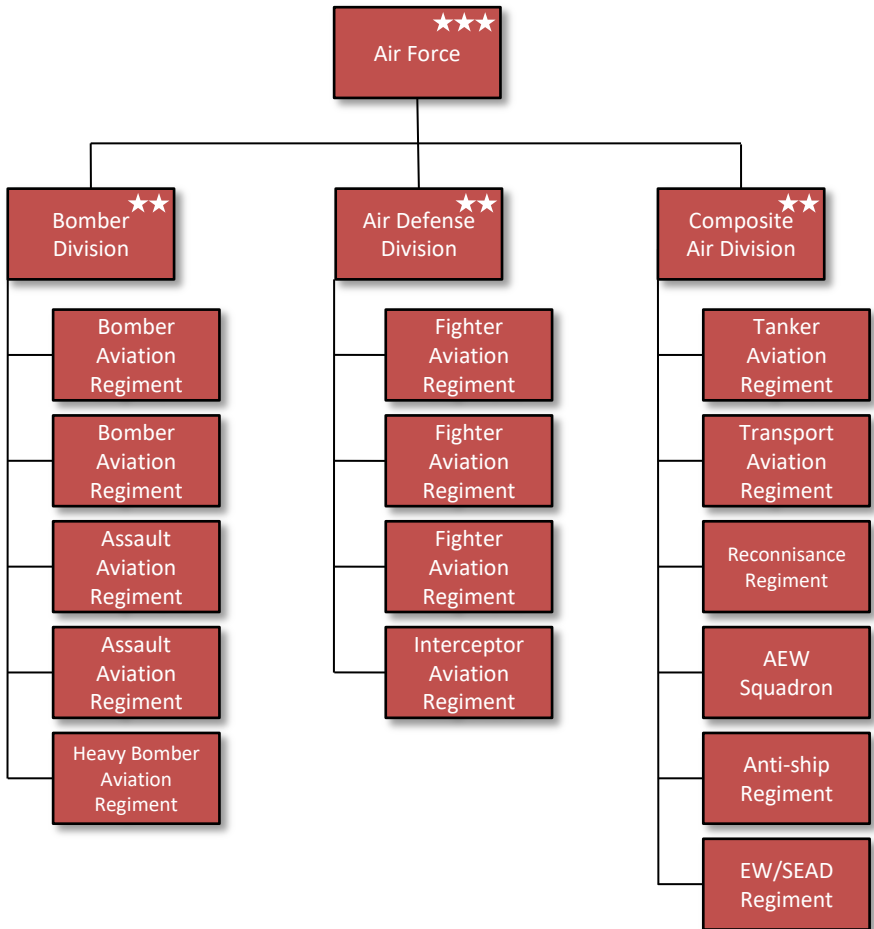 Air Force
Bomber
Division
Air Defense
Division
Composite
Air Division
Bomber
Aviation
Regiment
Bomber
Aviation
Regiment
Assault
Aviation
Regiment
Assault
Aviation
Regiment
Heavy Bomber
Aviation
Regiment
Fighter
Aviation
Regiment
Fighter
Aviation
Regiment
Fighter
Aviation
Regiment
Interceptor
Aviation
Regiment
Tanker
Aviation
Regiment
Transport
Aviation
Regiment
Reconnisance
Regiment
AEW
Squadron
Anti-ship
Regiment
EW/SEAD
Regiment